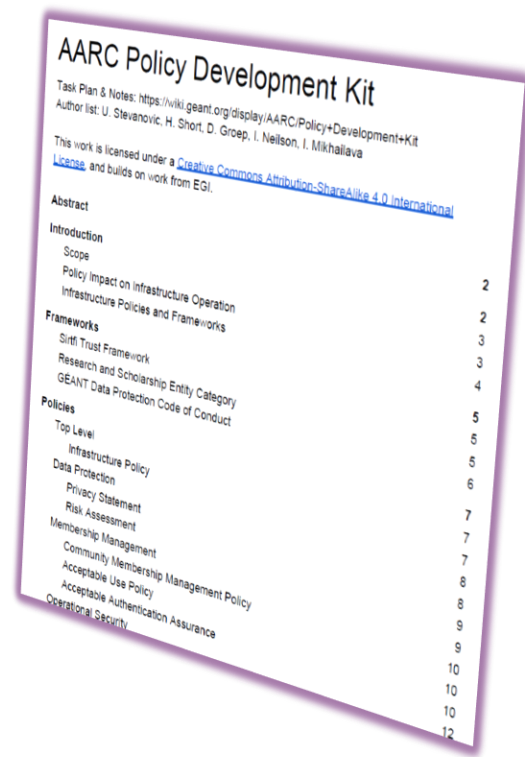 AARC Policy Development Kit
Task Plan & Notes: https://wiki.geant.org/display/AARC/Policy+Development+Kit
Author list: U. Stevanovic, H. Short, D. Groep, I. Neilson, I. Mikhailava
This work is licensed under a Creative Commons Attribution-ShareAlike 4.0 International
License, and builds on work from EGI.
Abstract 2
Introduction 2
Scope 3
Policy Impact on Infrastructure Operation 3
Infrastructure Policies and Frameworks 4
Frameworks 5
Sirtfi Trust Framework 5
Research and Scholarship Entity Category 5
GÉANT Data Protection Code of Conduct 6
Policies 7
Top Level 7
Infrastructure Policy 7
Data Protection 8
Privacy Statement 8
Risk Assessment 9
Membership Management 9
Community Membership Management Policy 10
Acceptable Use Policy 10
Acceptable Authentication Assurance 10
Operational Security 12